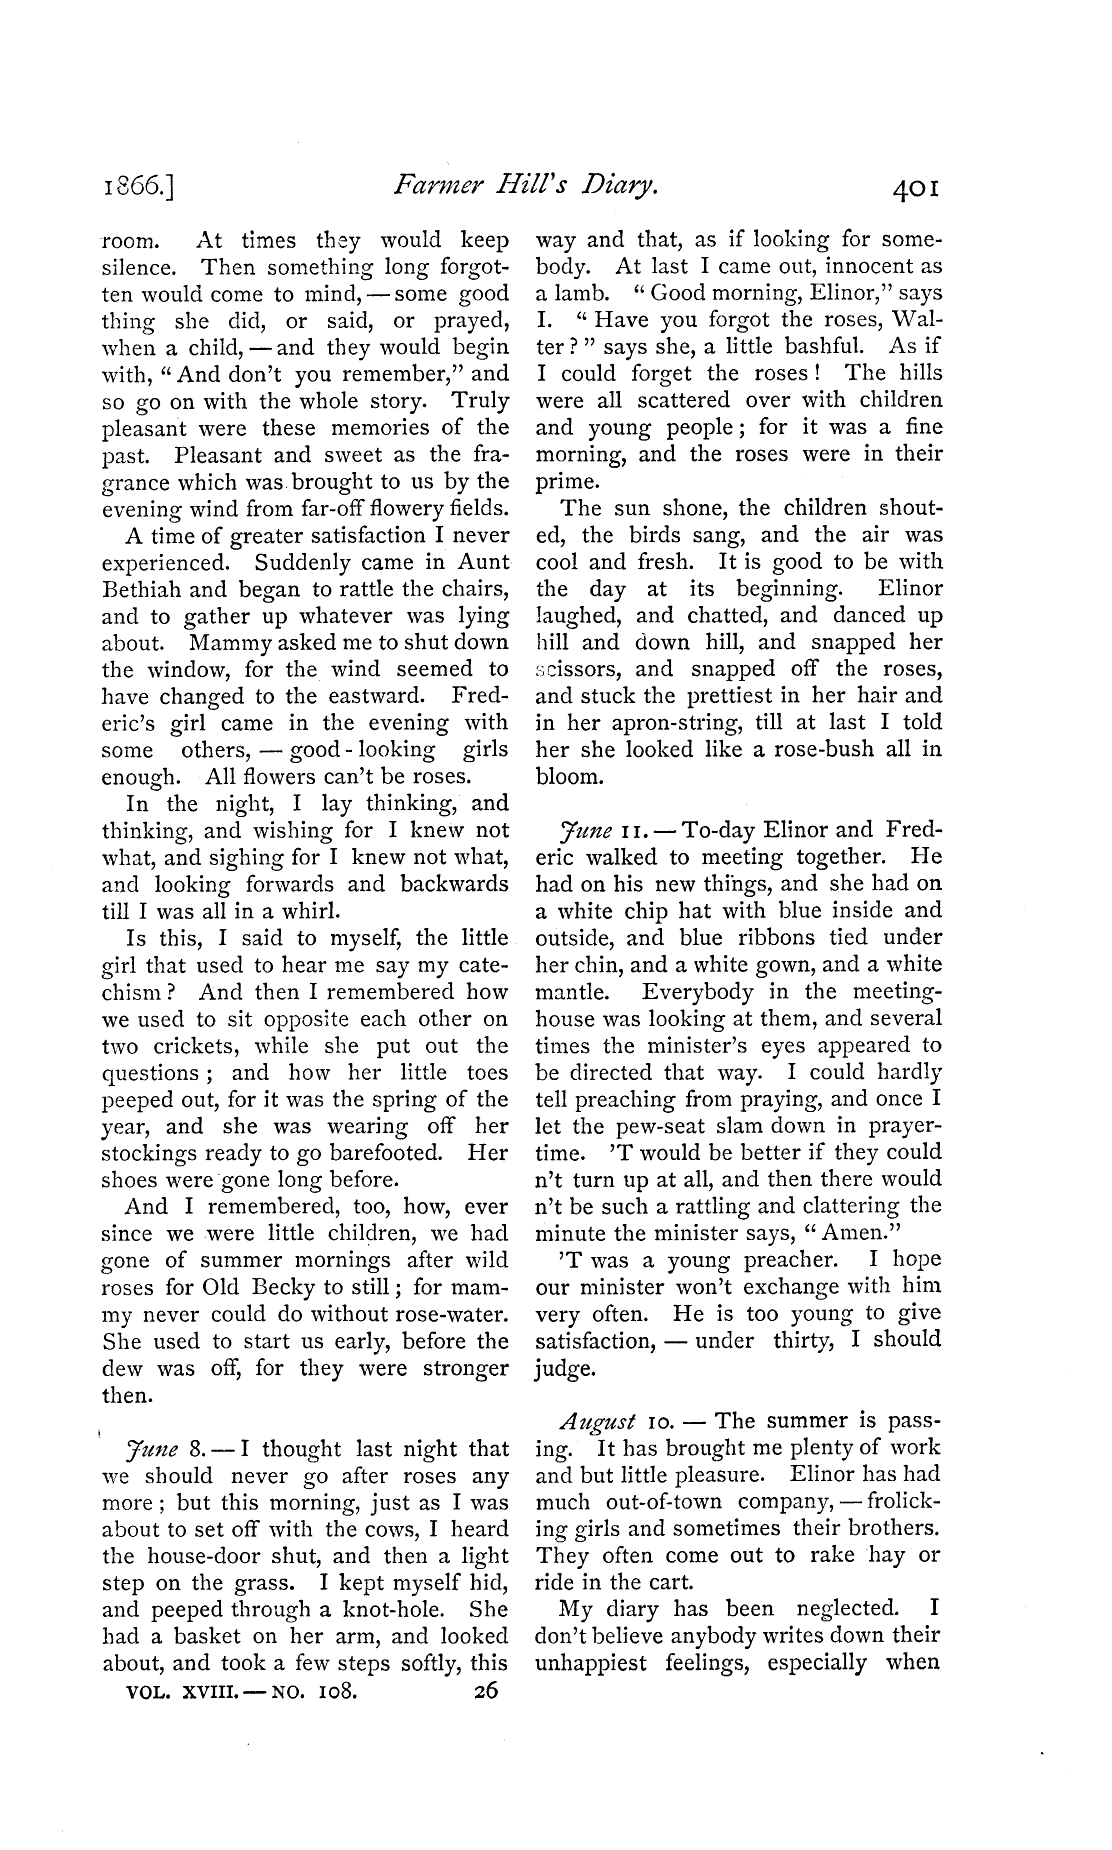 1866.] Farmer Hill's Diary. 401
room. At times they would keep
silence. Then something long forgot-
ten would come to mind, — some good
thing she did, or said, or prayed,
when a child, — and they would begin
with, "And don't you remember," and
so go on with the whole story. Truly
pleasant were these memories of the
past. Pleasant and sweet as the fra-
grance which was brought to us by the
evening wind from far-off flowery fields.
A time of greater satisfaction I never
experienced. Suddenly came in Aunt
Bethiah and began to rattle the chairs,
and to gather up whatever was lying
about. Mammy asked me to shut down
the window, for the wind seemed to
have changed to the eastward. Fred-
eric's girl came in the evening with
some others, — good-looking girls
enough. All flowers can't be roses.
In the night, I lay thinking, and
thinking, and wishing for I knew not
what, and sighing for I knew not what,
and looking forwards and backwards
till I was all in a whirl.
Is this, I said to myself, the little
girl that used to hear me say my cate-
chism? And then I remembered how
we used to sit opposite each other on
two crickets, while she put out the
questions; and how her little toes
peeped out, for it was the spring of the
year, and she was wearing off her
stockings ready to go barefooted. Her
shoes were gone long before.
And I remembered, too, how, ever
since we were little children, we had
gone of summer mornings after wild
roses for Old Becky to still; for mam-
my never could do without rose-water.
She used to start us early, before the
dew was off, for they were stronger
then.
June 8. — I thought last night that
we should never go after roses any
more; but this morning, just as I was
about to set off with the cows, I heard
the house-door shut, and then a light
step on the grass. I kept myself hid,
and peeped through a knot-hole. She
had a basket on her arm, and looked
about, and took a few steps softly, this
VOL. XVIII. — NO. 108. 26
way and that, as if looking for some-
body. At last I came out, innocent as
a lamb. "Good morning, Elinor," says
I. "Have you forgot the roses, Wal-
ter?" says she, a little bashful. As if
I could forget the roses! The hills
were all scattered over with children
and young people; for it was a fine
morning, and the roses were in their
prime.
The sun shone, the children shout-
ed, the birds sang, and the air was
cool and fresh. It is good to be with
the day at its beginning. Elinor
laughed, and chatted, and danced up
hill and down hill, and snapped her
scissors, and snapped off the roses,
and stuck the prettiest in her hair and
in her apron-string, till at last I told
her she looked like a rose-bush all in
bloom.
June 11. — To-day Elinor and Fred-
eric walked to meeting together. He
had on his new things, and she had on
a white chip hat with blue inside and
outside, and blue ribbons tied under
her chin, and a white gown, and a white
mantle. Everybody in the meeting-
house was looking at them, and several
times the minister's eyes appeared to
be directed that way. I could hardly
tell preaching from praying, and once I
let the pew-seat slam down in prayer-
time. 'T would be better if they could
n't turn up at all, and then there would
n't be such a rattling and clattering the
minute the minister says, "Amen."
'T was a young preacher. I hope
our minister won't exchange with him
very often. He is too young to give
satisfaction, — under thirty, I should
judge.
August 10. — The summer is pass-
ing. It has brought me plenty of work
and but little pleasure. Elinor has had
much out-of-town company, — frolick-
ing girls and sometimes their brothers.
They often come out to rake hay or
ride in the cart.
My diary has been neglected. I
don't believe anybody writes down their
unhappiest feelings, especially when